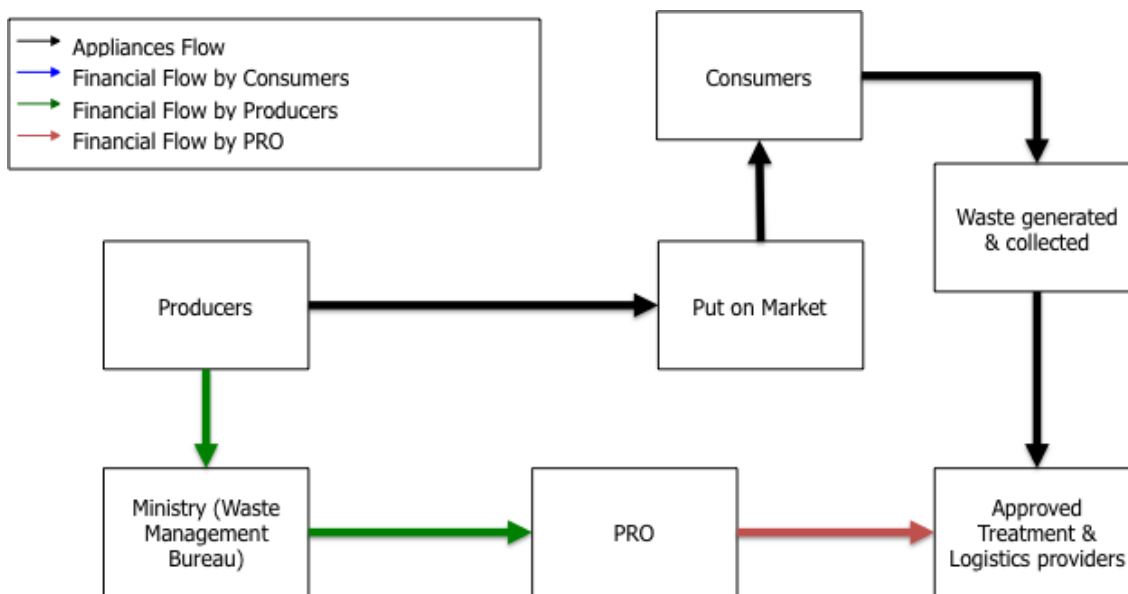 Appliances Flow
Financial Flow by Consumers
Financial Flow by Producers
Financial Flow by PRO
Consumers
Waste generated
& collected
Producers
Put on Market
Ministry (Waste
Management
Bureau)
PRO
Approved
Treatment &
Logistics providers